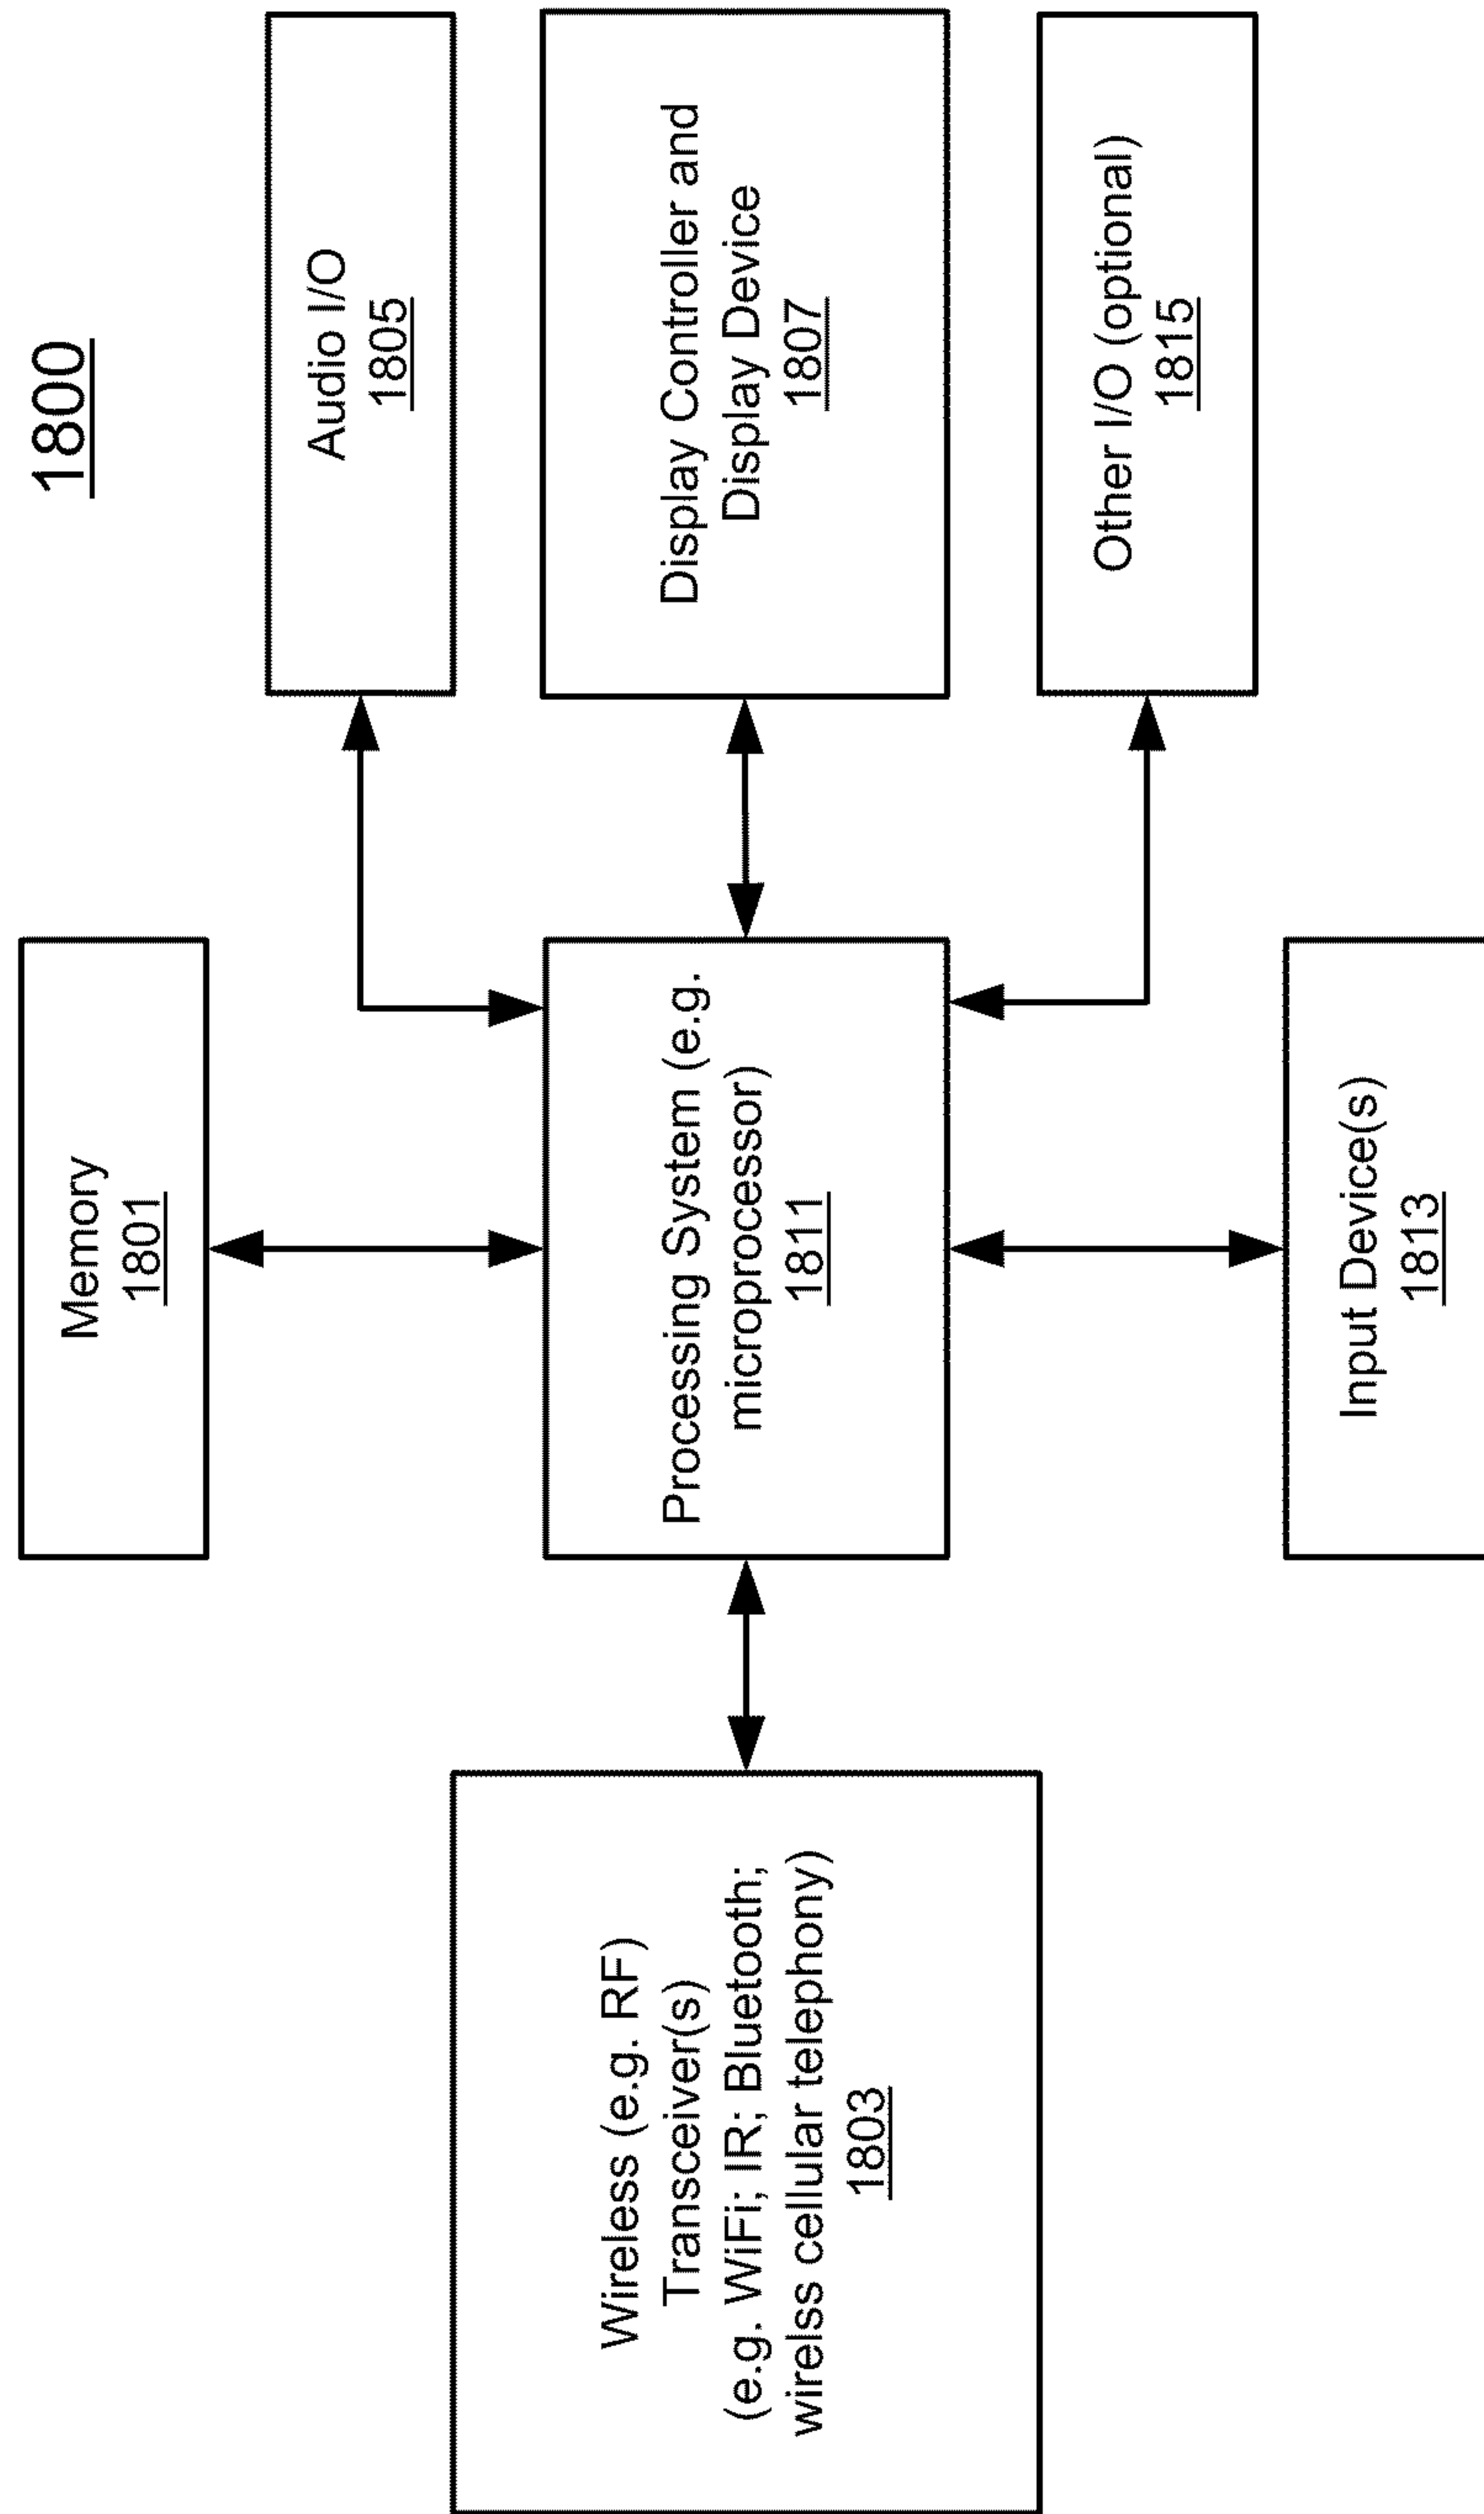 1800
Memory
1801
Audio I/O
1805
Wireless (e.g. RF)
Transceiver(s)
(e.g. WiFi; IR; Bluetooth;
wirelss cellular telephony)
1803
Processing System (e.g.
microprocessor)
1811
Display Controller and
Display Device
1807
Other I/O (optional)
1815
Input Device(s)
1813